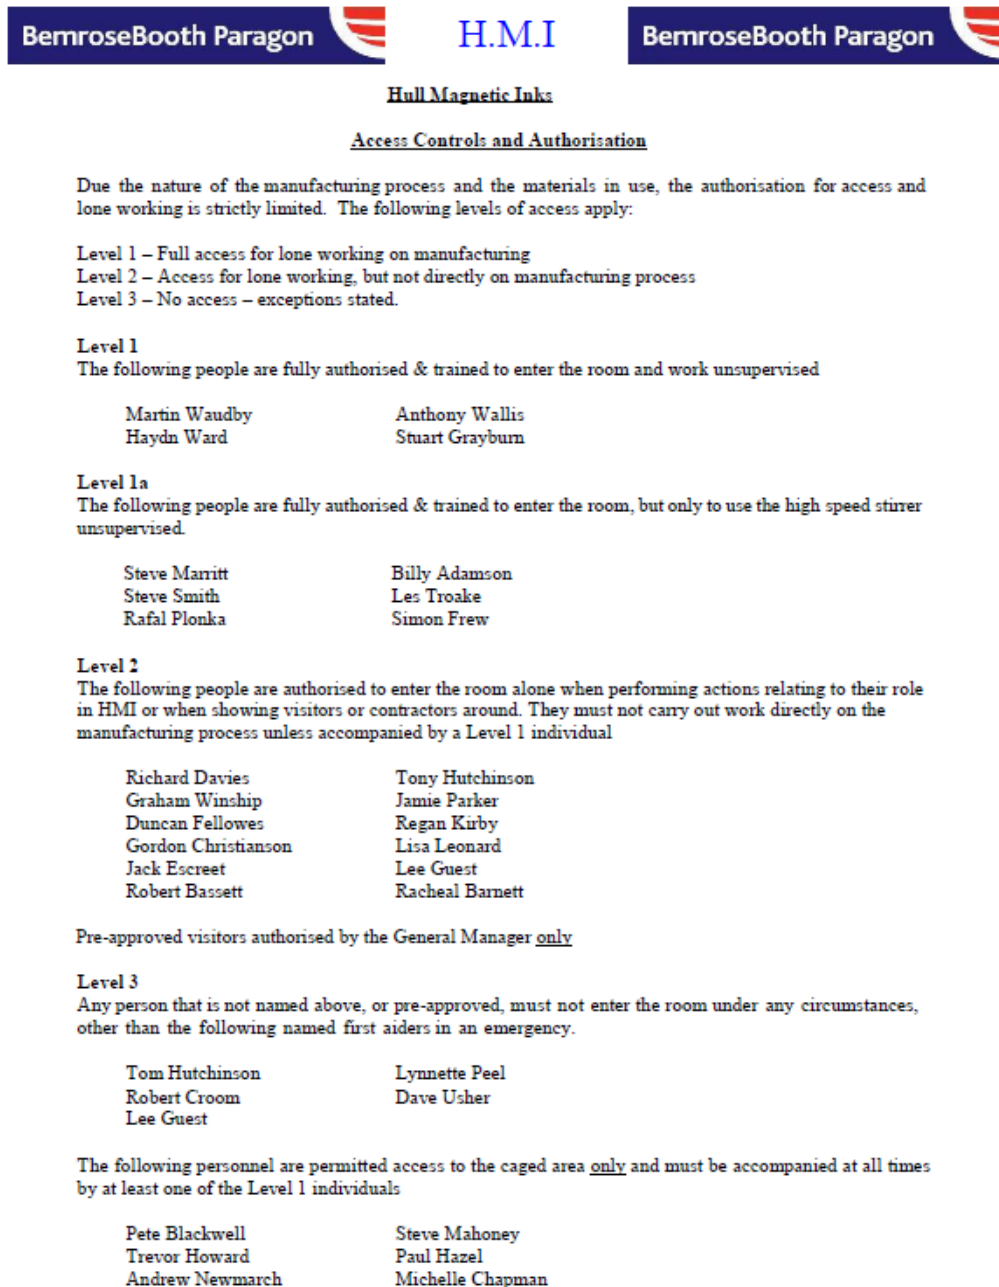 BemroseBooth Paragon H.M.I BemroseBooth Paragon
Hull Magnetic Inks
Access Controls and Authorisation
Due the nature of the manufacturing process and the materials in use, the authorisation for access and
lone working is strictly limited. The following levels of access apply:
Level 1 – Full access for lone working on manufacturing
Level 2 – Access for lone working, but not directly on manufacturing process
Level 3 – No access – exceptions stated.
Level 1
The following people are fully authorised & trained to enter the room and work unsupervised
Martin Waudby Anthony Wallis
Haydn Ward Stuart Grayburn
Level 1a
The following people are fully authorised & trained to enter the room, but only to use the high speed stirrer
unsupervised.
Steve Marritt Billy Adamson
Steve Smith Les Troake
Rafal Plonka Simon Frew
Level 2
The following people are authorised to enter the room alone when performing actions relating to their role
in HMI or when showing visitors or contractors around. They must not carry out work directly on the
manufacturing process unless accompanied by a Level 1 individual
Richard Davies Tony Hutchinson
Graham Winship Jamie Parker
Duncan Fellowes Regan Kirby
Gordon Christianson Lisa Leonard
Jack Escreet Lee Guest
Robert Bassett Racheal Barnett
Pre-approved visitors authorised by the General Manager only
Level 3
Any person that is not named above, or pre-approved, must not enter the room under any circumstances,
other than the following named first aiders in an emergency.
Tom Hutchinson Lynnette Peel
Robert Croom Dave Usher
Lee Guest
The following personnel are permitted access to the caged area only and must be accompanied at all times
by at least one of the Level 1 individuals
Pete Blackwell Steve Mahoney
Trevor Howard Paul Hazel
Andrew Newmarch Michelle Chapman